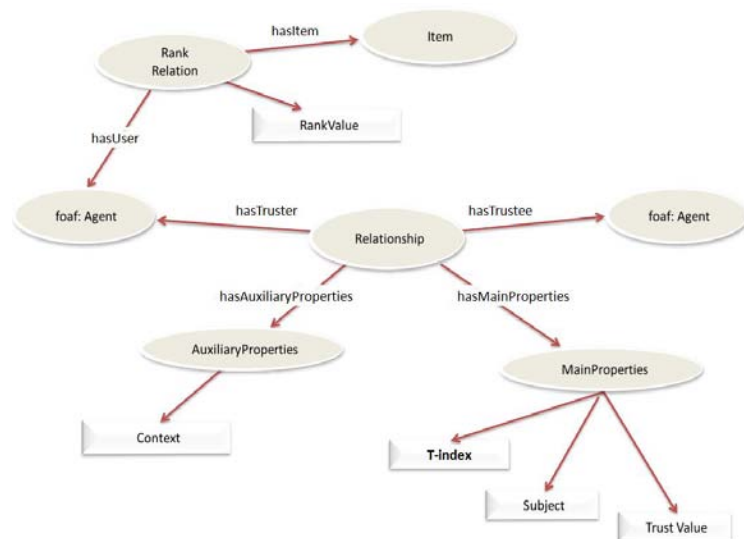 hasItem
Item
Rank
Relation
RankValue
hasUser
foaf: Agent
hasTruster
Relationship
hasTrustee
foaf: Agent
hasAuxiliaryProperties
hasMainProperties
AuxiliaryProperties
MainProperties
Context
T-index
Subject
Trust Value